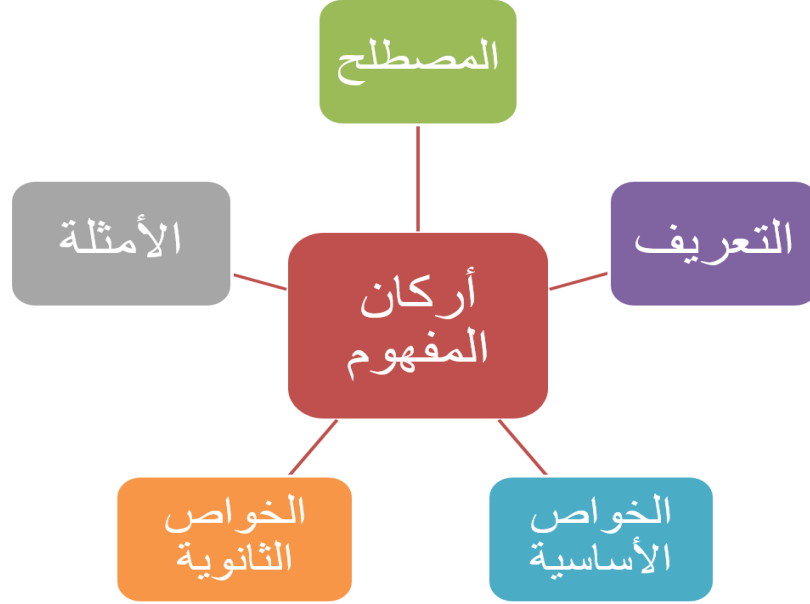 المصطلح
التعريف
الأمثلة
أركان
المفهوم
الخواص
الأساسية
الخواص
الثانوية